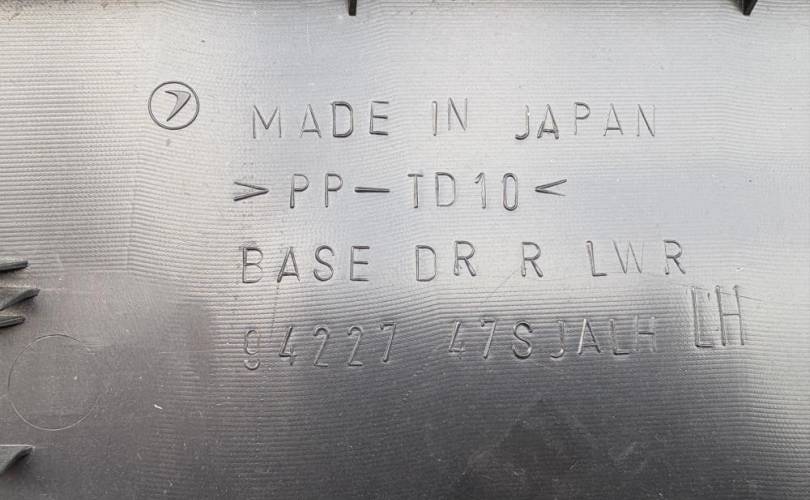 MADE IN JAPAN
>PP-TD10<
BASE DR R LWR
94227 47SJALH LH